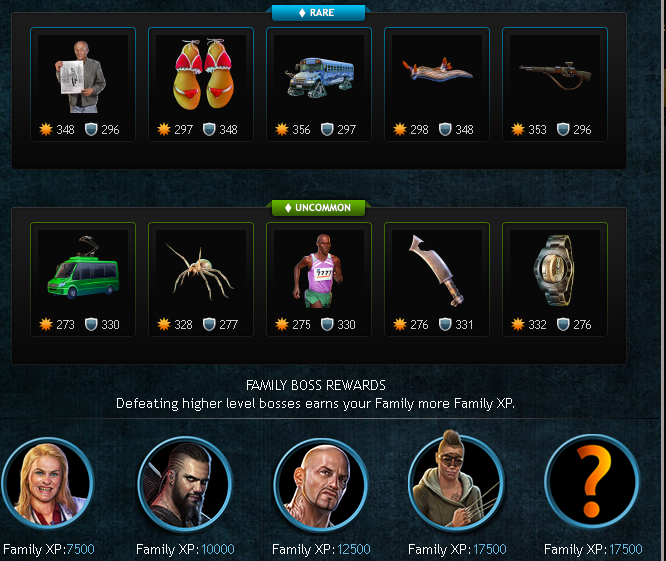 RARE
348 296
297 348
356 297
298 348
353 296
UNCOMMON
7777
273 330
328 277
275 330
276 331
332 276
FAMILY BOSS REWARDS
Defeating higher level bosses earns your Family more Family XP.
?
Family XP:7500
Family XP:10000
Family XP:12500
Family XP:17500
Family XP:17500